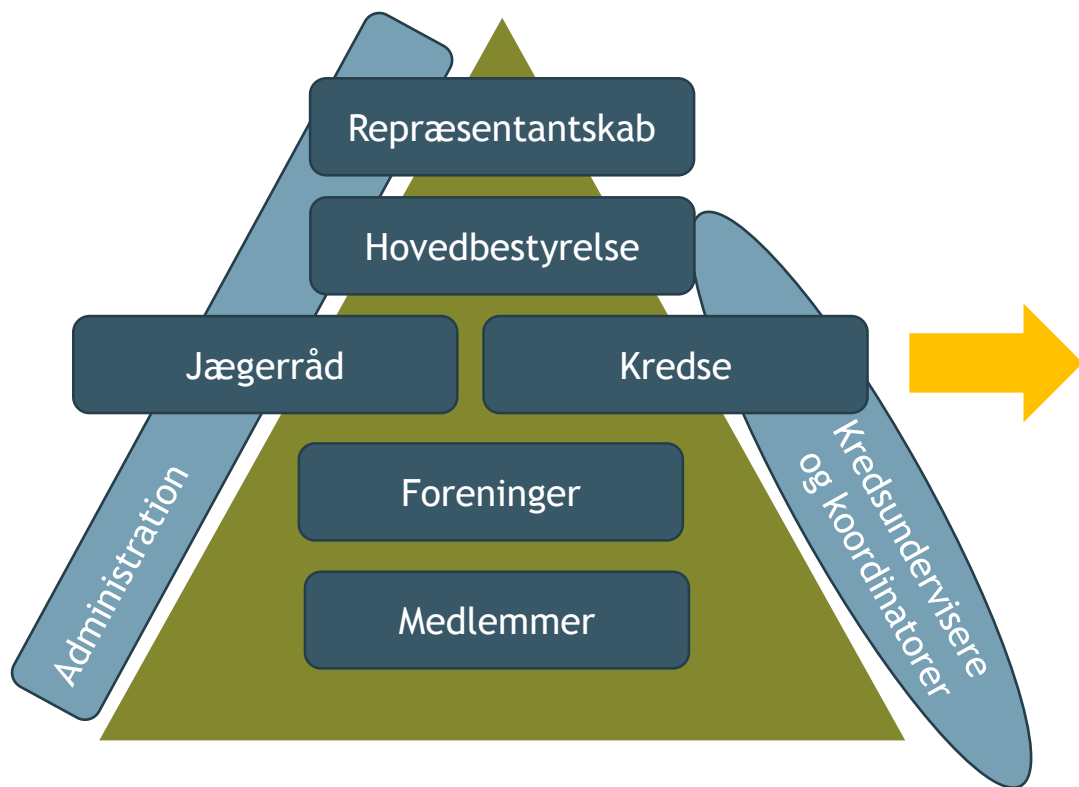 Repræsentantskab
Hovedbestyrelse
Jægerråd
Kredse
Foreninger
Medlemmer
Administration
Kredsundervisere
og koordinatorer